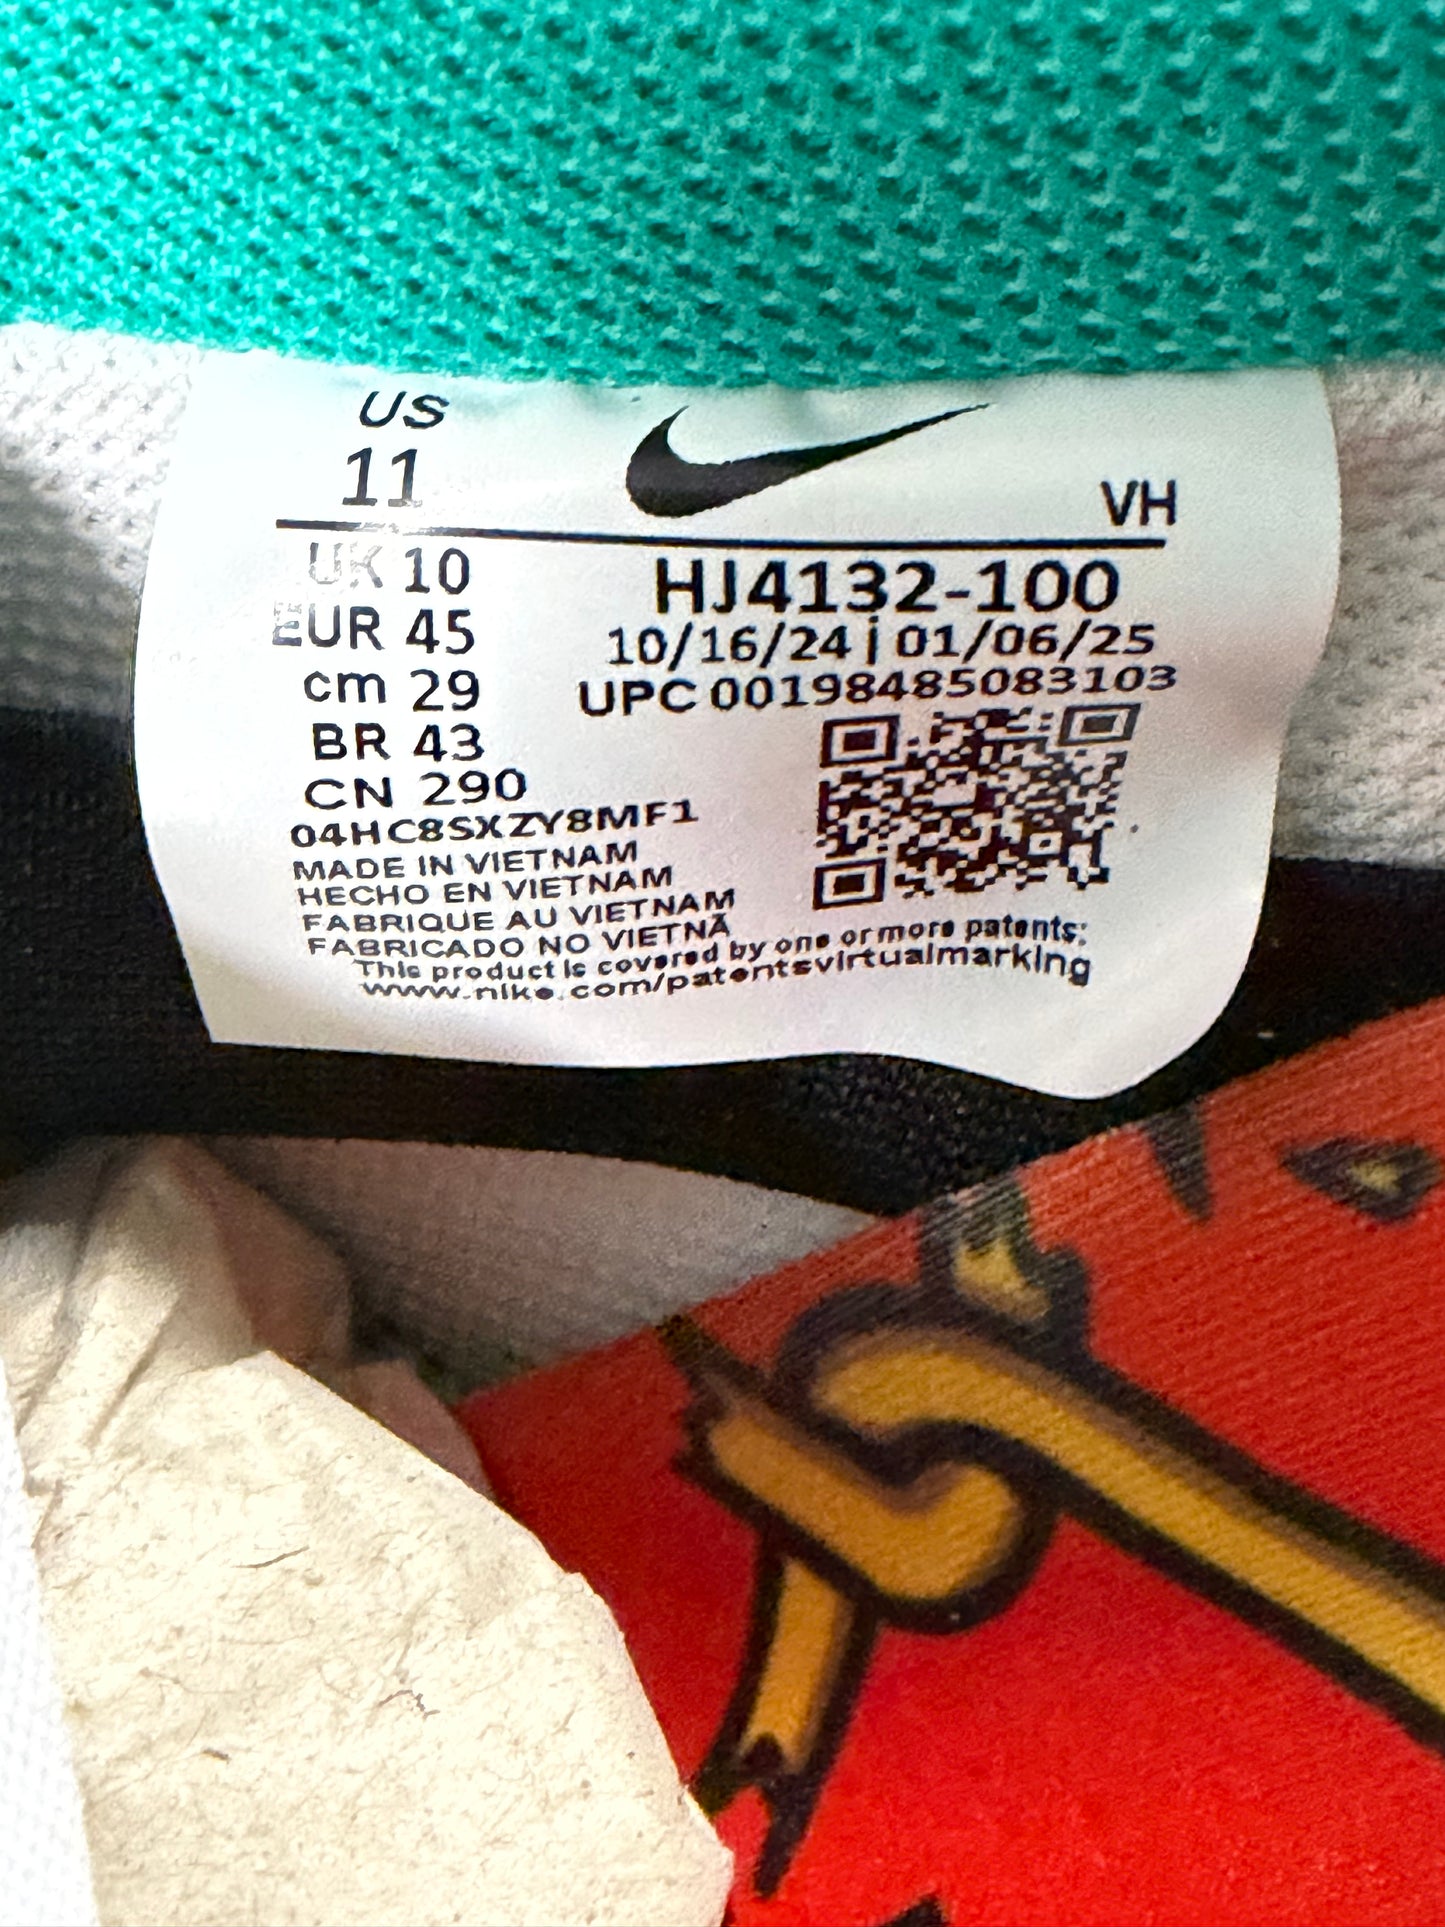 US
11
VH
UK 10
EUR 45
cm 29
BR 43
CN 290
HJ4132-100
10/16/24 | 01/06/25
UPC 00198485083103
04HC8SXZY8MF1
MADE IN VIETNAM
HECHO EN VIETNAM
FABRIQUE AU VIETNAM
FABRICADO NO VIETNÃ
This product is covered by one or more patents:
www.nike.com/patentsvirtualmarking